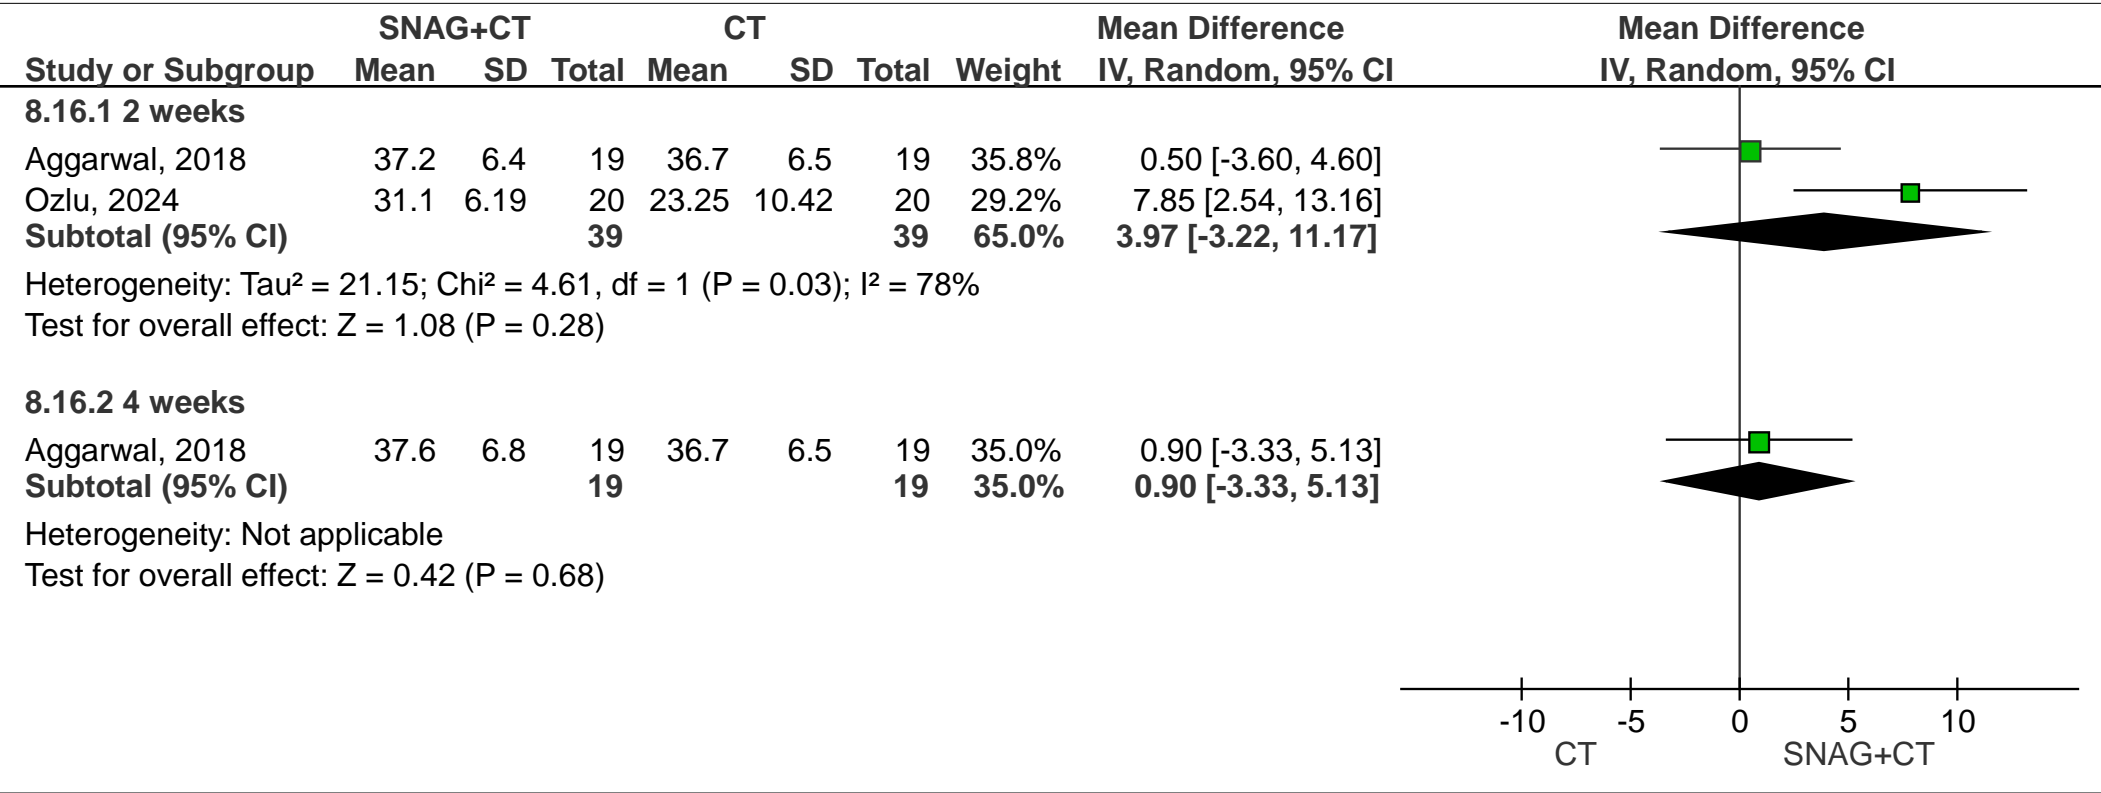 SNAG+CT CT Mean Difference Mean Difference
Study or Subgroup Mean SD Total Mean SD Total Weight IV, Random, 95% CI IV, Random, 95% CI
8.16.1 2 weeks
Aggarwal, 2018 37.2 6.4 19 36.7 6.5 19 35.8% 0.50 [-3.60, 4.60]
Ozlu, 2024 31.1 6.19 20 23.25 10.42 20 29.2% 7.85 [2.54, 13.16]
Subtotal (95% CI) 39 39 65.0% 3.97 [-3.22, 11.17]
Heterogeneity: Tau² = 21.15; Chi² = 4.61, df = 1 (P = 0.03); I² = 78%
Test for overall effect: Z = 1.08 (P = 0.28)
8.16.2 4 weeks
Aggarwal, 2018 37.6 6.8 19 36.7 6.5 19 35.0% 0.90 [-3.33, 5.13]
Subtotal (95% CI) 19 19 35.0% 0.90 [-3.33, 5.13]
Heterogeneity: Not applicable
Test for overall effect: Z = 0.42 (P = 0.68)
-10 -5 0 5 10
CT SNAG+CT